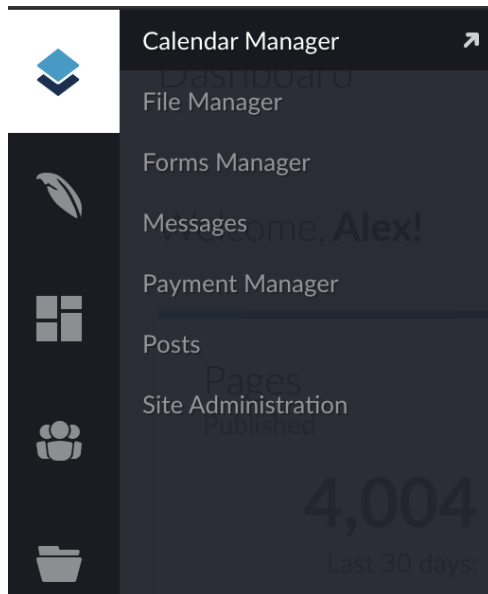 Calendar Manager
Dashboard
File Manager
Forms Manager
Messages
Welcome, Alex!
Payment Manager
Posts
Pages
Site Administration
Published
4,004
Last 30 days: